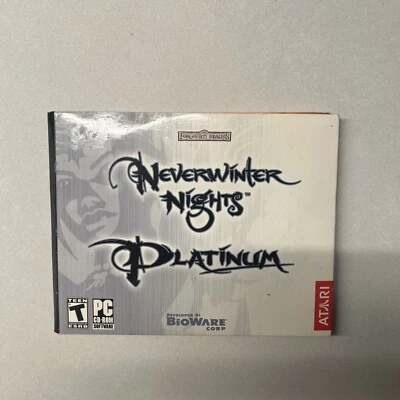 FORGOTTEN REALMS
NEVERWINTER
NIGHTS™
PLATINUM
TEEN
T
ESRB
PC
CD-ROM
SOFTWARE
DEVELOPED BY
BIOWARE
CORP
ATARI